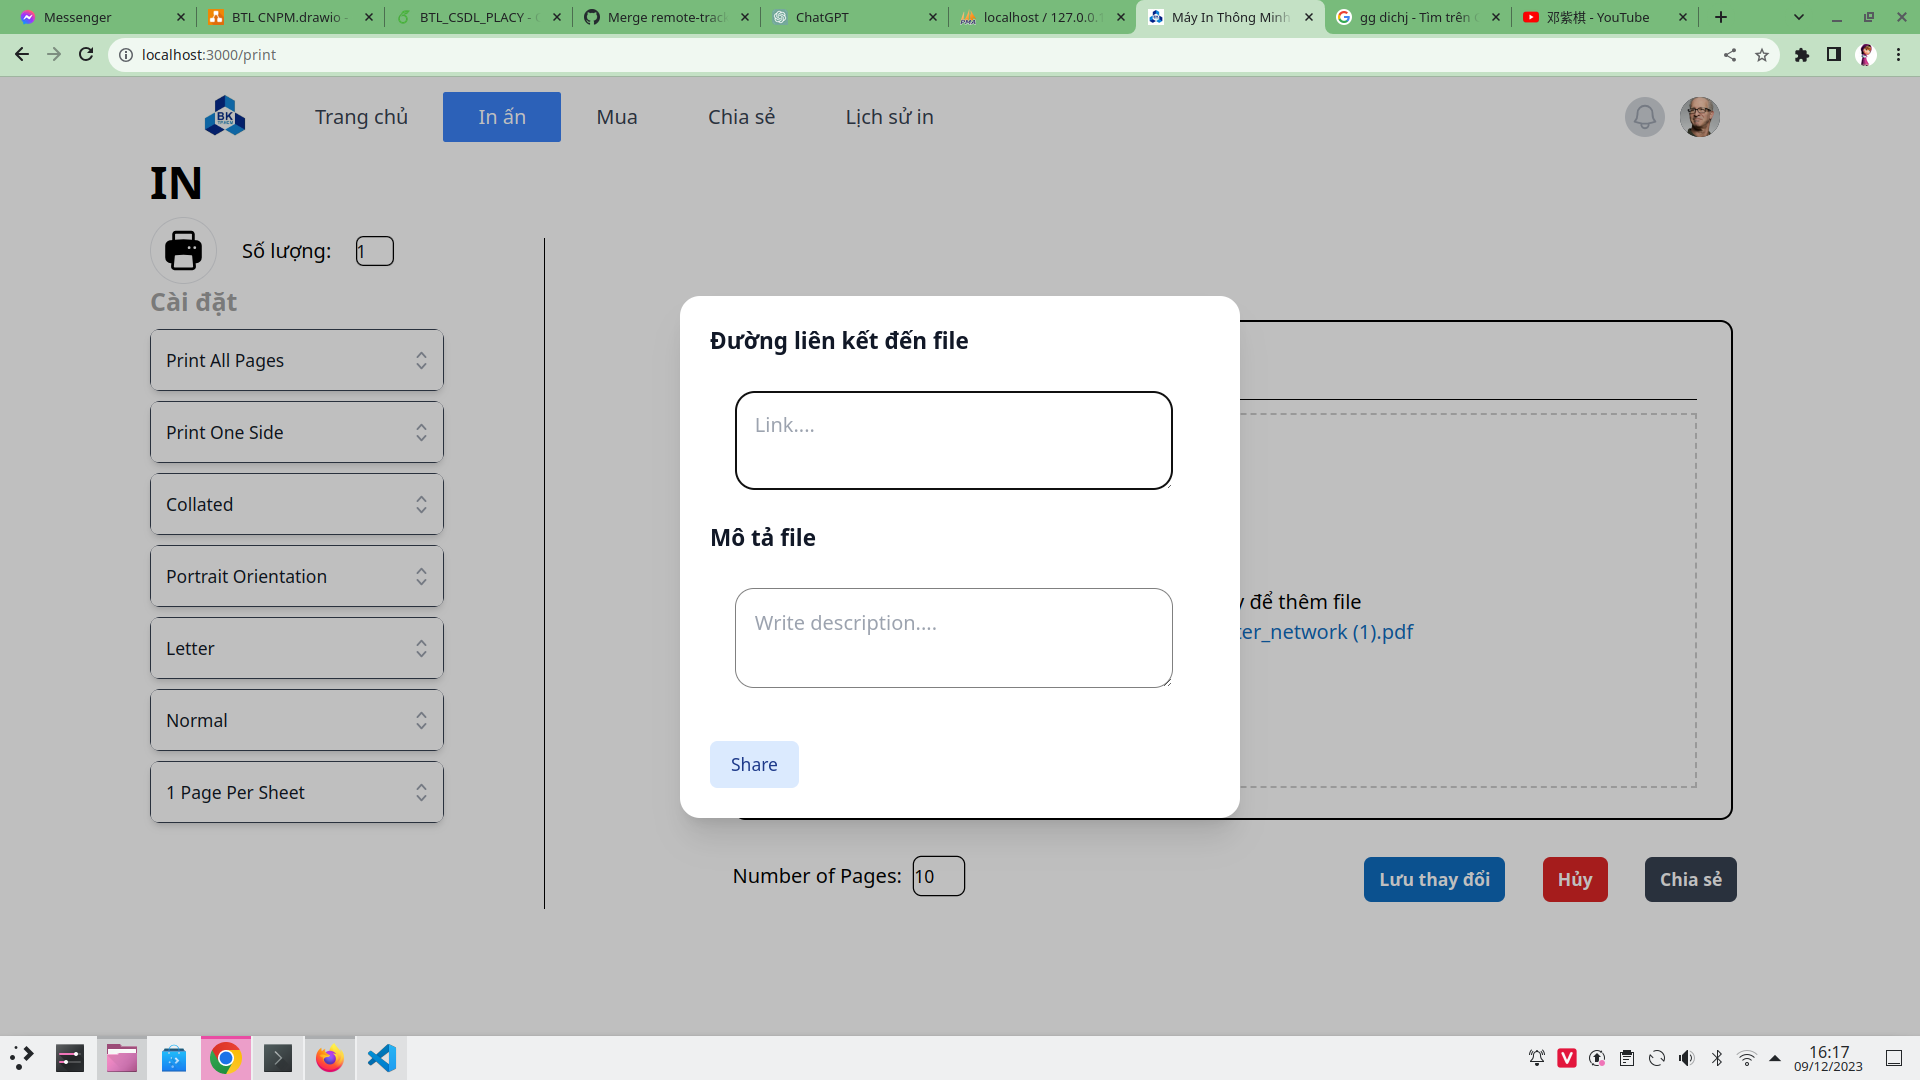 Messenger
BTL CNPM.drawio -
BTL_CSDL_PLACY -
Merge remote-trac
ChatGPT
localhost / 127.0.0.1
Máy In Thông Minh
gg dichj - Tìm trên
邓紫棋 - YouTube
localhost:3000/print
BK
Trang chủ
In ấn
Mua
Chia sẻ
Lịch sử in
IN
Số lượng:
1
Cài đặt
Print All Pages
Print One Side
Collated
Portrait Orientation
Letter
Normal
1 Page Per Sheet
Đường liên kết đến file
Link....
Mô tả file
Write description....
Share
để thêm file
ter_network (1).pdf
Number of Pages:
10
Lưu thay đổi
Hủy
Chia sẻ
16:17
09/12/2023